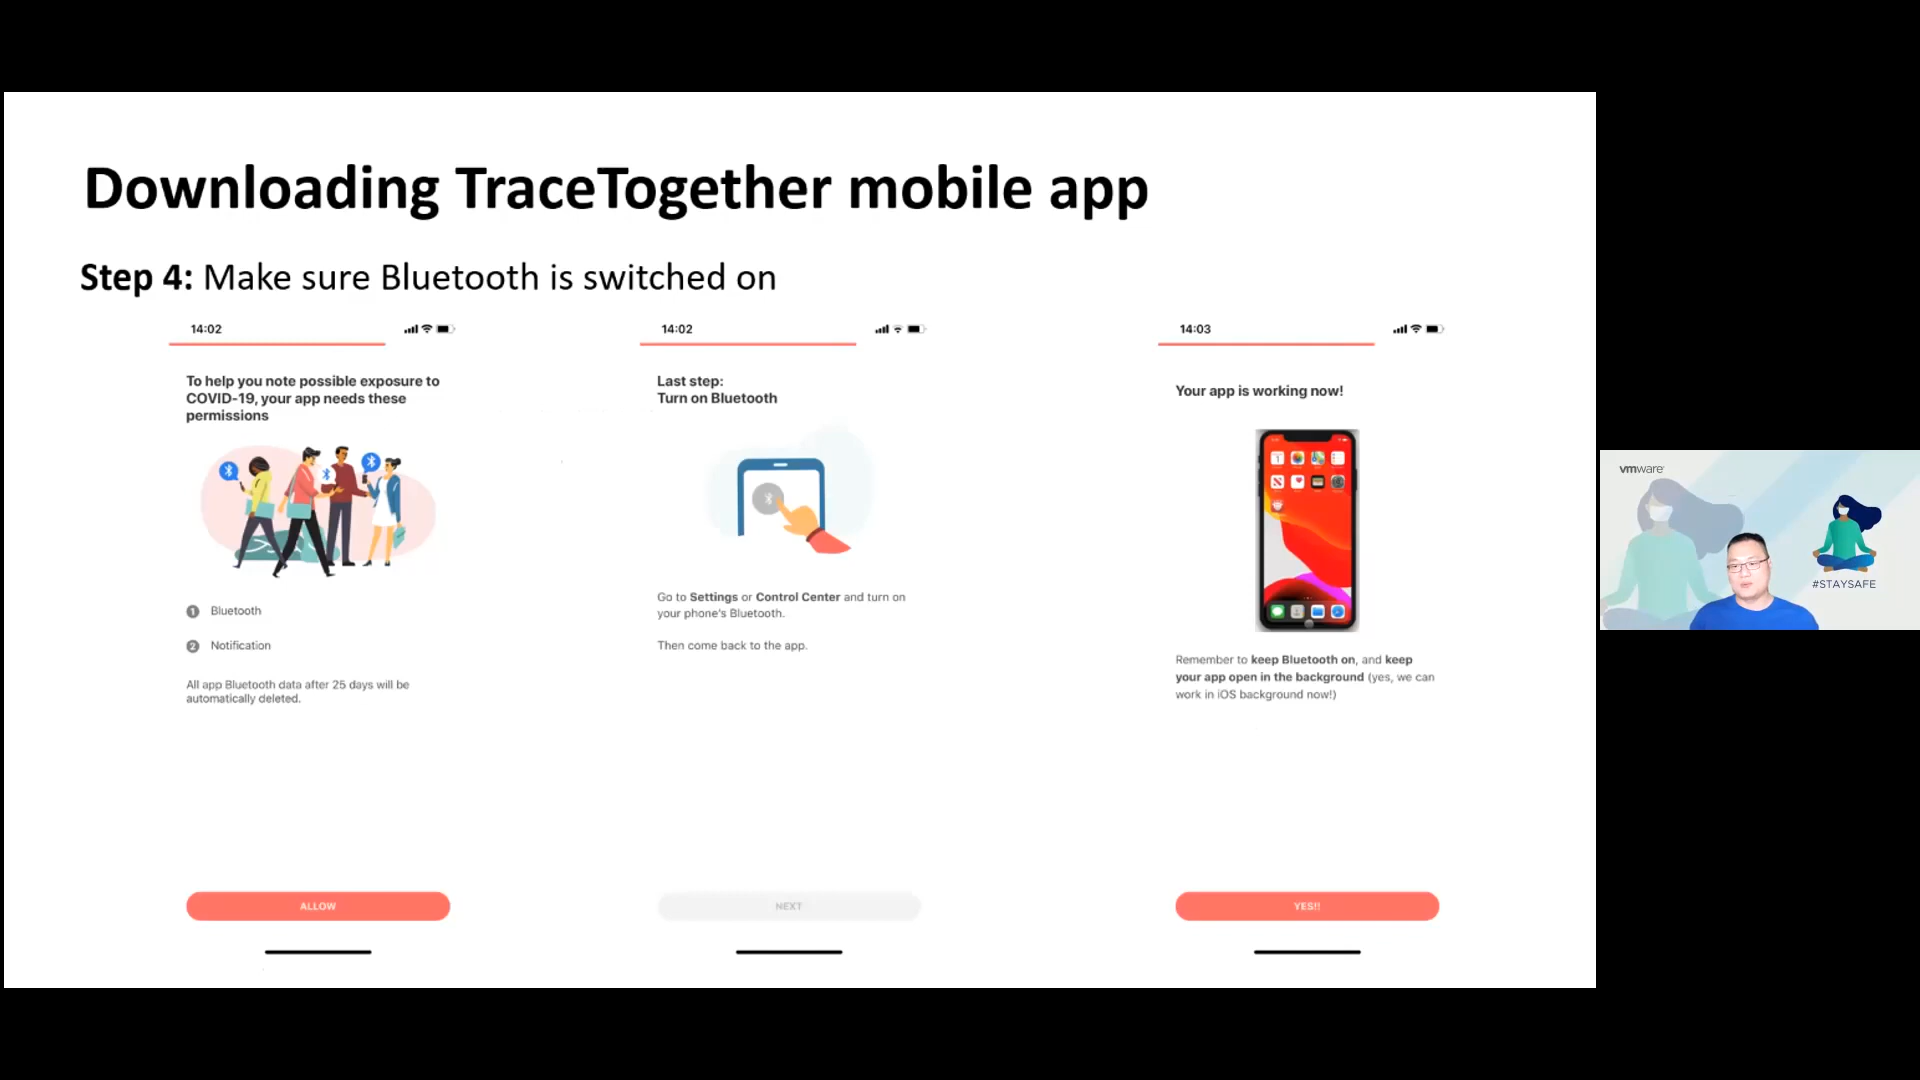 Downloading TraceTogether mobile app
Step 4: Make sure Bluetooth is switched on
14:02
To help you note possible exposure to
COVID-19, your app needs these
permissions
1 Bluetooth
2 Notification
All app Bluetooth data after 25 days will be
automatically deleted.
ALLOW
14:02
Last step:
Turn on Bluetooth
Go to Settings or Control Center and turn on
your phone's Bluetooth.
Then come back to the app.
NEXT
14:03
Your app is working now!
Remember to keep Bluetooth on, and keep
your app open in the background (yes, we can
work in iOS background now!)
YES!!
vmware
#STAYSAFE